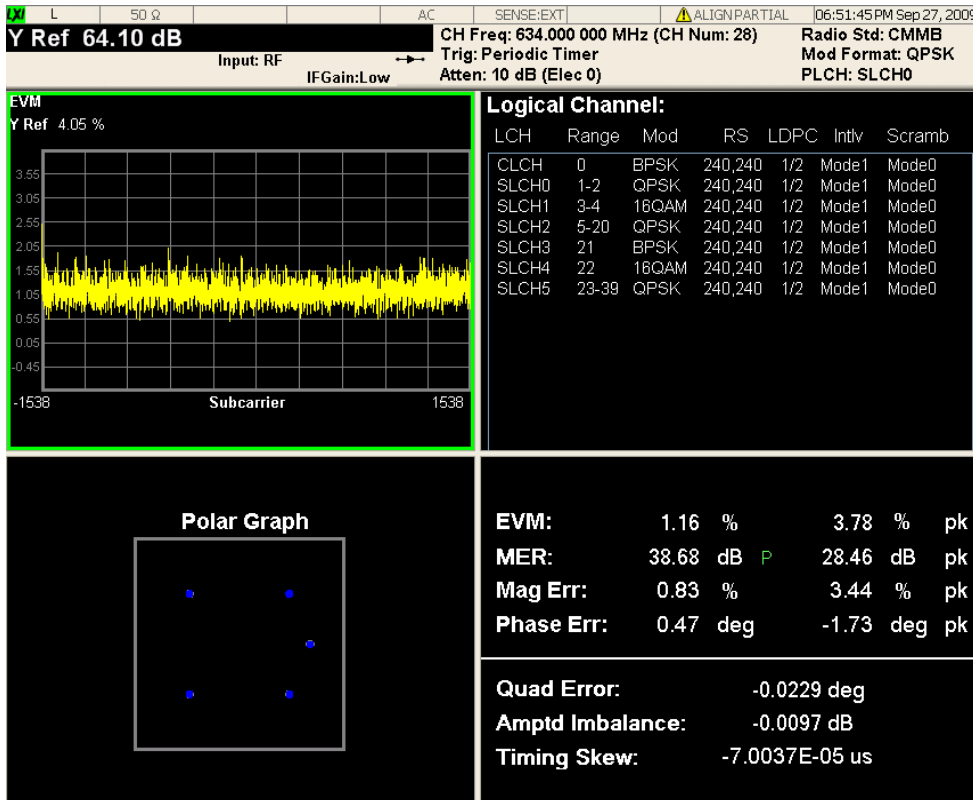 LXI L 50 Ω AC SENSE:EXT ALIGN PARTIAL 06:51:45 PM Sep 27, 2009
Y Ref 64.10 dB
Input: RF
IFGain:Low
CH Freq: 634.000 000 MHz (CH Num: 28)
Trig: Periodic Timer
Atten: 10 dB (Elec 0)
Radio Std: CMMB
Mod Format: QPSK
PLCH: SLCH0
EVM
Y Ref 4.05 %
3.55
3.05
2.55
2.05
1.55
1.05
0.55
0.05
-0.45
-1538 Subcarrier 1538
Logical Channel:
LCH Range Mod RS LDPC Intlv Scramb
CLCH 0 BPSK 240,240 1/2 Mode1 Mode0
SLCH0 1-2 QPSK 240,240 1/2 Mode1 Mode0
SLCH1 3-4 16QAM 240,240 1/2 Mode1 Mode0
SLCH2 5-20 QPSK 240,240 1/2 Mode1 Mode0
SLCH3 21 BPSK 240,240 1/2 Mode1 Mode0
SLCH4 22 16QAM 240,240 1/2 Mode1 Mode0
SLCH5 23-39 QPSK 240,240 1/2 Mode1 Mode0
Polar Graph
EVM: 1.16 % 3.78 % pk
MER: 38.68 dB P 28.46 dB pk
Mag Err: 0.83 % 3.44 % pk
Phase Err: 0.47 deg -1.73 deg pk
Quad Error: -0.0229 deg
Amptd Imbalance: -0.0097 dB
Timing Skew: -7.0037E-05 us